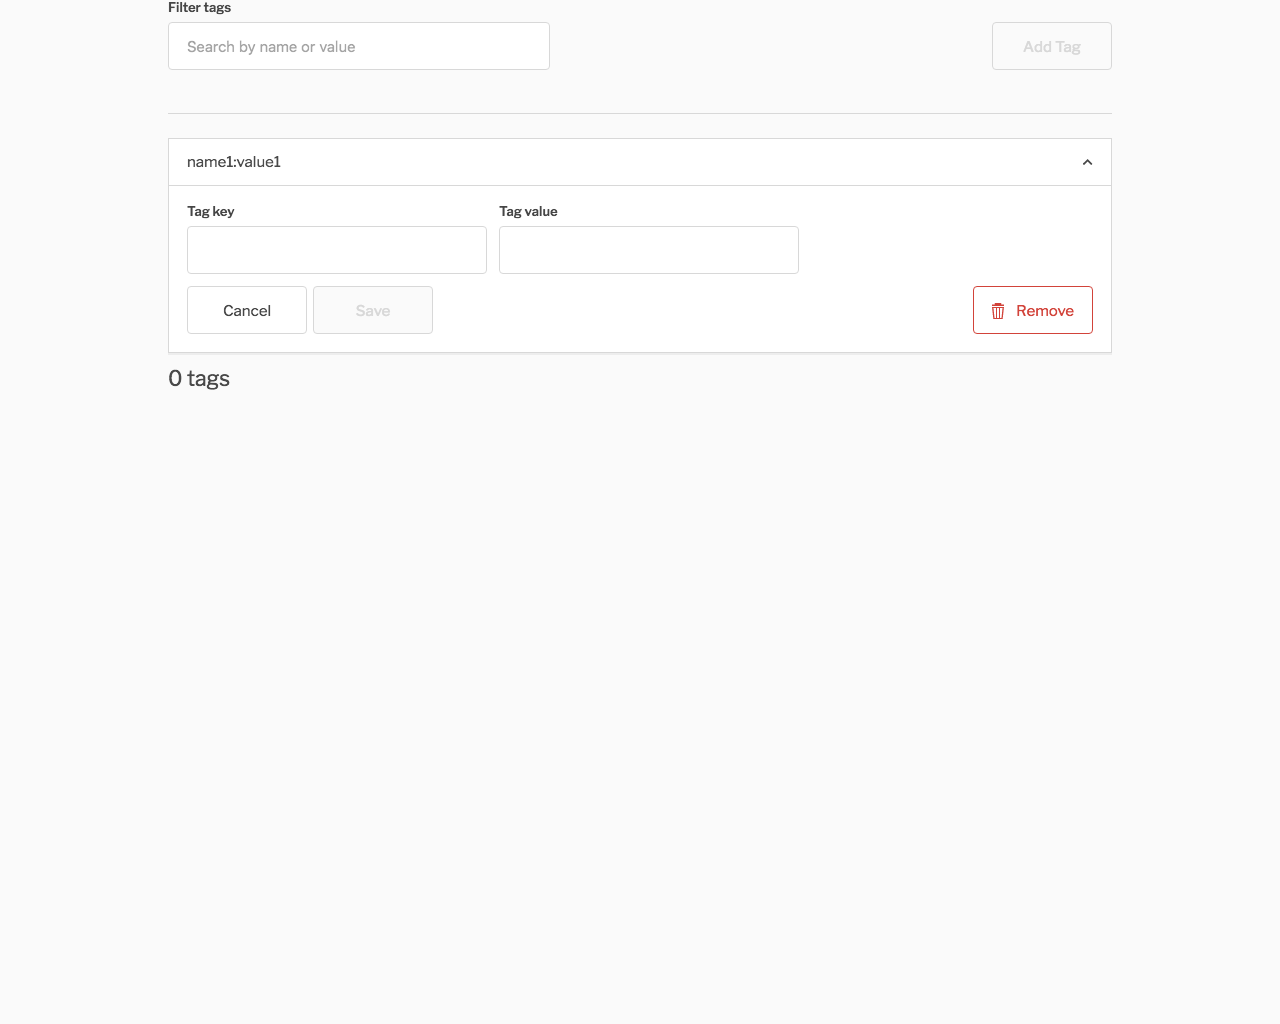 Filter tags
Search by name or value
Add Tag
name1:value1
Tag key
Tag value
Cancel
Save
Remove
0 tags